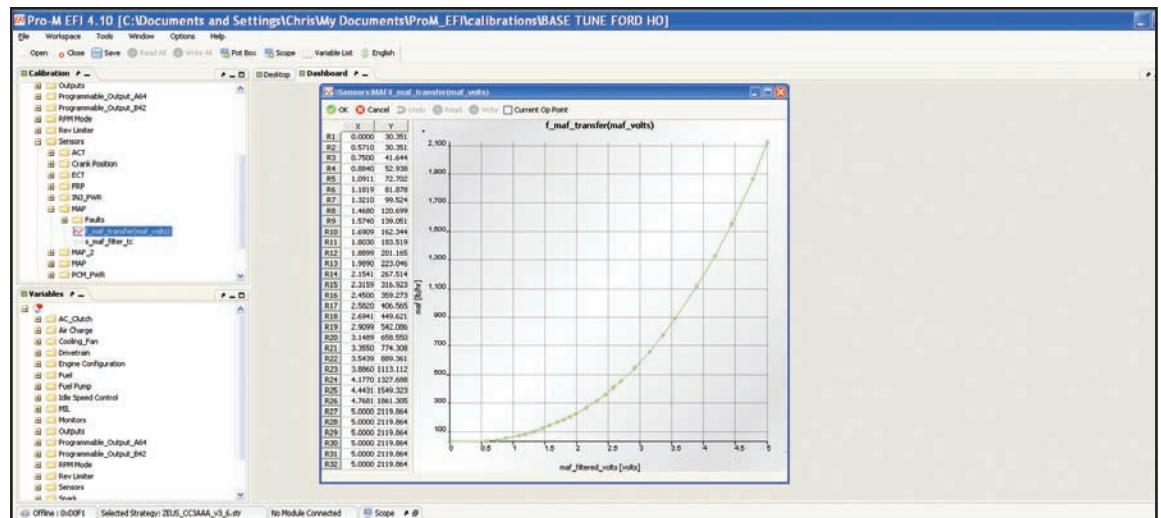 Pro-M EFI 4.10 [C:\Documents and Settings\Chris\My Documents\ProM_EFI\calibrations\BASE TUNE FORD HO]
File Workspace Tools Window Options Help
Open Close Save Read All Write All Pot Box Scope Variable List English
Calibration
Desktop Dashboard
Outputs
Programmable_Output_A64
Programmable_Output_B42
RPM Mode
Rev Limiter
Sensors
ACT
Crank Position
ECT
FRP
INJ_PWR
MAF
Faults
f_maf_transfer(maf_volts)
s_maf_filter_tc
MAF_2
MAP
PCM_PWR
Variables
AC_Clutch
Air Charge
Cooling_Fan
Drivetrain
Engine Configuration
Fuel
Fuel Pump
Idle Speed Control
MIL
Monitors
Outputs
Programmable_Output_A64
Programmable_Output_B42
RPM Mode
Rev Limiter
Sensors
Spark
\Sensors\MAF\f_maf_transfer(maf_volts)
OK Cancel Undo Read Write Current Op Point
f_maf_transfer(maf_volts)
X Y
R1 0.0000 30.351
R2 0.5710 30.351
R3 0.7500 41.644
R4 0.8840 52.938
R5 1.0911 72.702
R6 1.1819 81.878
R7 1.3210 99.524
R8 1.4680 120.699
R9 1.5740 139.051
R10 1.6909 162.344
R11 1.8030 183.519
R12 1.8899 201.165
R13 1.9890 223.046
R14 2.1541 267.514
R15 2.3159 316.923
R16 2.4500 359.273
R17 2.5820 406.565
R18 2.6941 449.621
R19 2.9099 542.086
R20 3.1489 658.550
R21 3.3550 774.308
R22 3.5439 889.361
R23 3.8860 1113.112
R24 4.1770 1327.688
R25 4.4431 1549.323
R26 4.7681 1861.305
R27 5.0000 2119.864
R28 5.0000 2119.864
R29 5.0000 2119.864
R30 5.0000 2119.864
R31 5.0000 2119.864
R32 5.0000 2119.864
2,100
1,900
1,700
1,300
1,100
900
700
500
300
100
maf [lb/hr]
0 0.5 1 1.5 2 2.5 3 3.5 4 4.5 5
maf_filtered_volts [volts]
Offline : 0xD0F1 Selected Strategy: ZEUS_CC3AAA_v3_6.str No Module Connected Scope